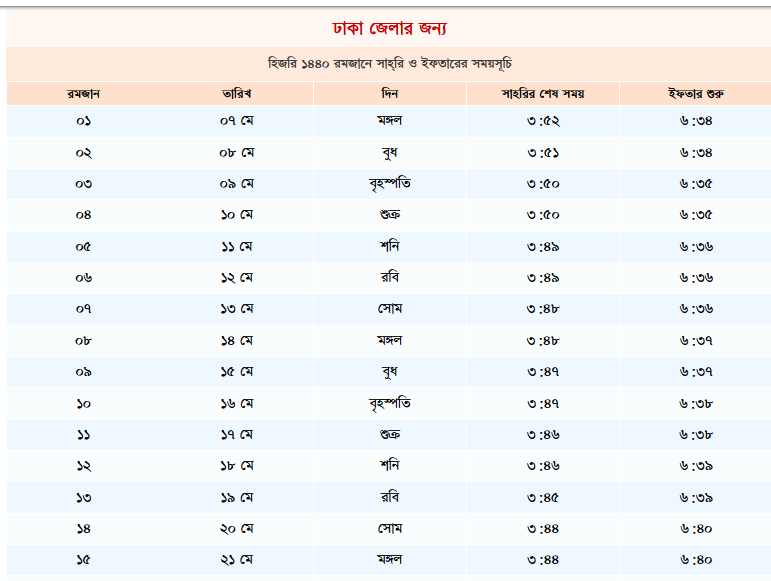 ঢাকা জেলার জন্য
হিজরি ১৪৪০ রমজানে সাহ্‌রি ও ইফতারের সময়সূচি
রমজান তারিখ দিন সাহরির শেষ সময় ইফতার শুরু
০১ ০৭ মে মঙ্গল ৩:৫২ ৬:৩৪
০২ ০৮ মে বুধ ৩:৫১ ৬:৩৪
০৩ ০৯ মে বৃহস্পতি ৩:৫০ ৬:৩৫
০৪ ১০ মে শুক্র ৩:৫০ ৬:৩৫
০৫ ১১ মে শনি ৩:৪৯ ৬:৩৬
০৬ ১২ মে রবি ৩:৪৯ ৬:৩৬
০৭ ১৩ মে সোম ৩:৪৮ ৬:৩৬
০৮ ১৪ মে মঙ্গল ৩:৪৮ ৬:৩৭
০৯ ১৫ মে বুধ ৩:৪৭ ৬:৩৭
১০ ১৬ মে বৃহস্পতি ৩:৪৭ ৬:৩৮
১১ ১৭ মে শুক্র ৩:৪৬ ৬:৩৮
১২ ১৮ মে শনি ৩:৪৬ ৬:৩৯
১৩ ১৯ মে রবি ৩:৪৫ ৬:৩৯
১৪ ২০ মে সোম ৩:৪৪ ৬:৪০
১৫ ২১ মে মঙ্গল ৩:৪৪ ৬:৪০